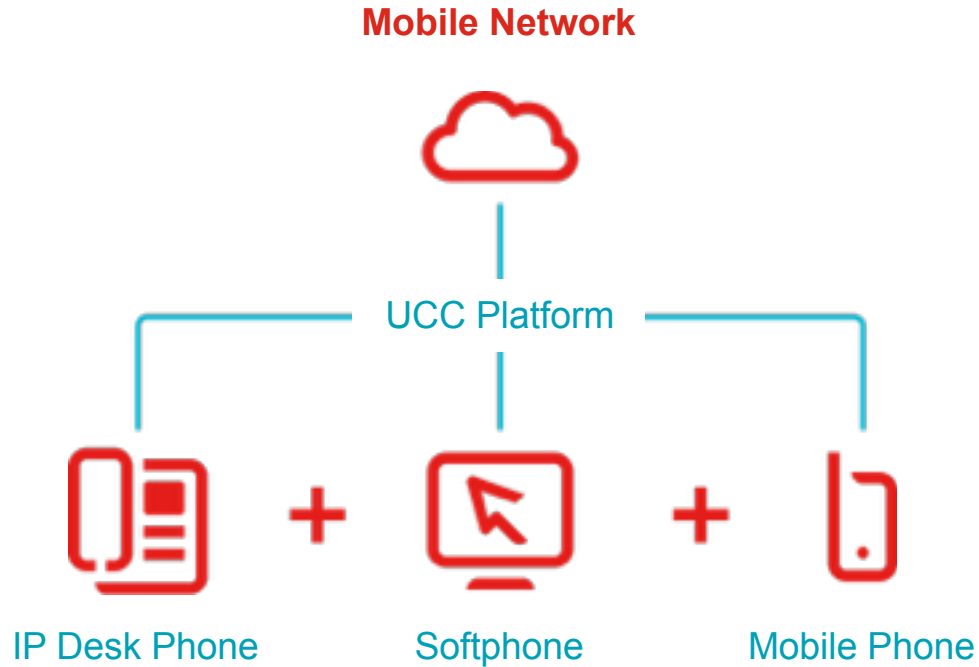 Mobile Network
UCC Platform
IP Desk Phone
Softphone
Mobile Phone